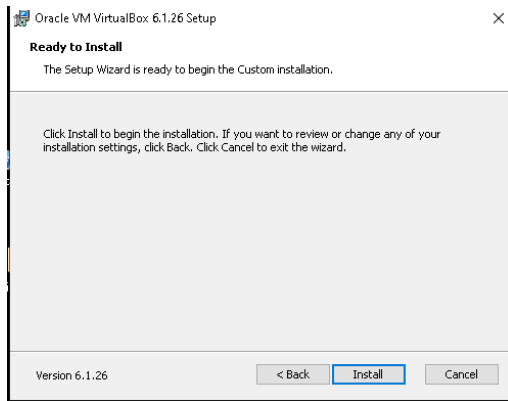 Oracle VM VirtualBox 6.1.26 Setup
Ready to Install
The Setup Wizard is ready to begin the Custom installation.
Click Install to begin the installation. If you want to review or change any of your
installation settings, click Back. Click Cancel to exit the wizard.
Version 6.1.26
< Back
Install
Cancel